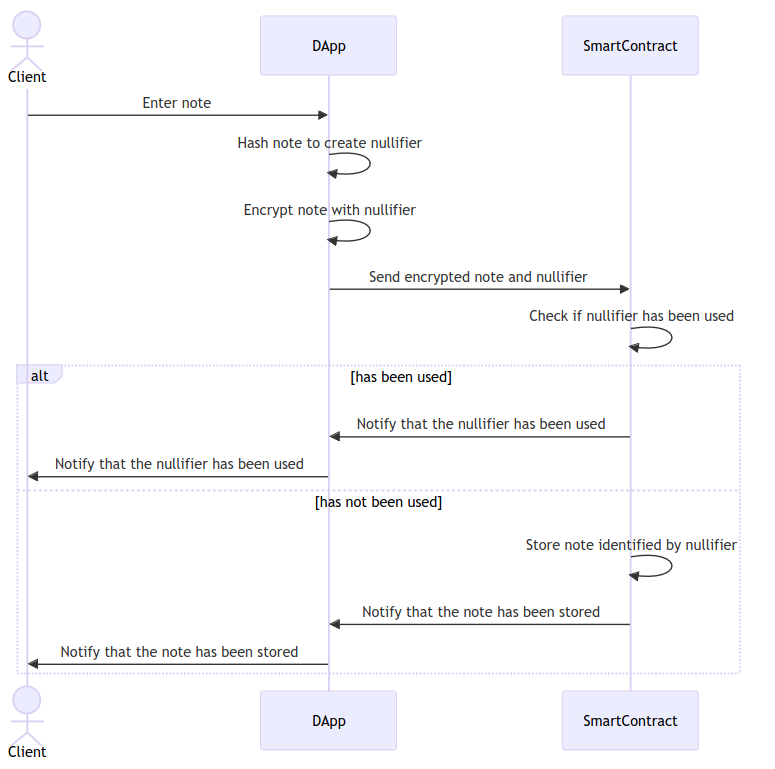 DApp
SmartContract
Client
Enter note
Hash note to create nullifier
Encrypt note with nullifier
Send encrypted note and nullifier
Check if nullifier has been used
alt
[has been used]
Notify that the nullifier has been used
Notify that the nullifier has been used
[has not been used]
Store note identified by nullifier
Notify that the note has been stored
Notify that the note has been stored
DApp
SmartContract
Client